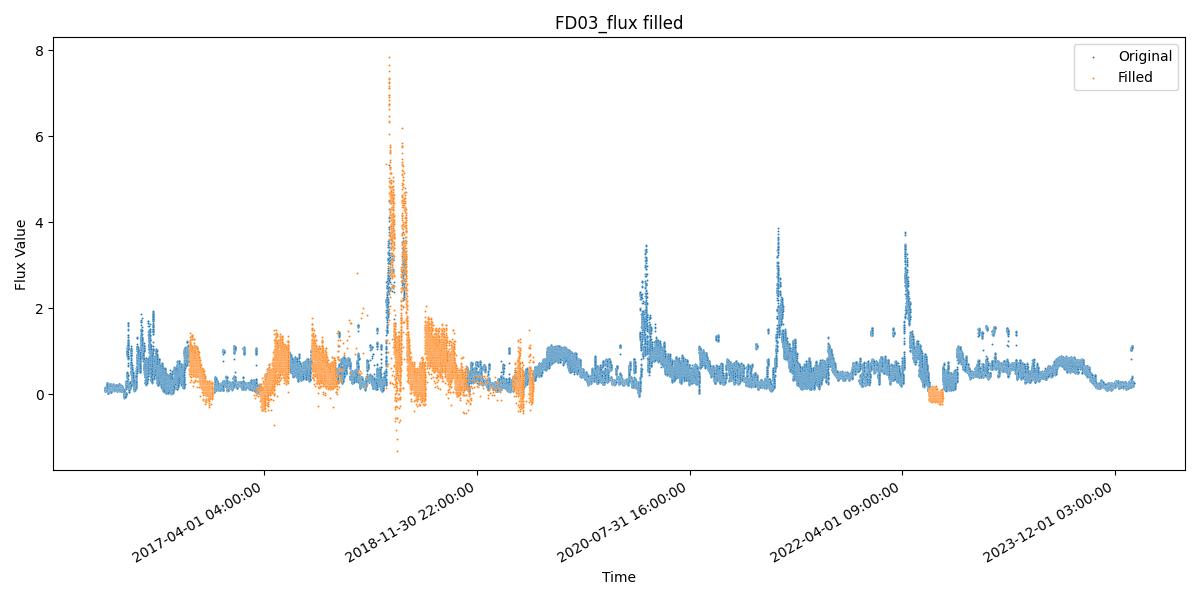 FD03_flux filled
Original
Filled
Flux Value
8
6
4
2
0
2017-04-01 04:00:00
2018-11-30 22:00:00
2020-07-31 16:00:00
2022-04-01 09:00:00
2023-12-01 03:00:00
Time